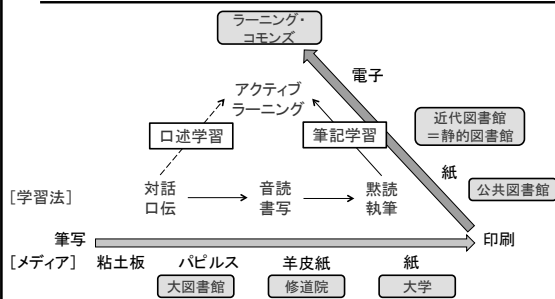 ラーニング・
コモンズ
電子
アクティブ
ラーニング
近代図書館
＝静的図書館
口述学習
筆記学習
紙
公共図書館
[学習法]
対話
口伝
音読
書写
黙読
執筆
筆写
印刷
[メディア]
粘土板
パピルス
羊皮紙
紙
大図書館
修道院
大学